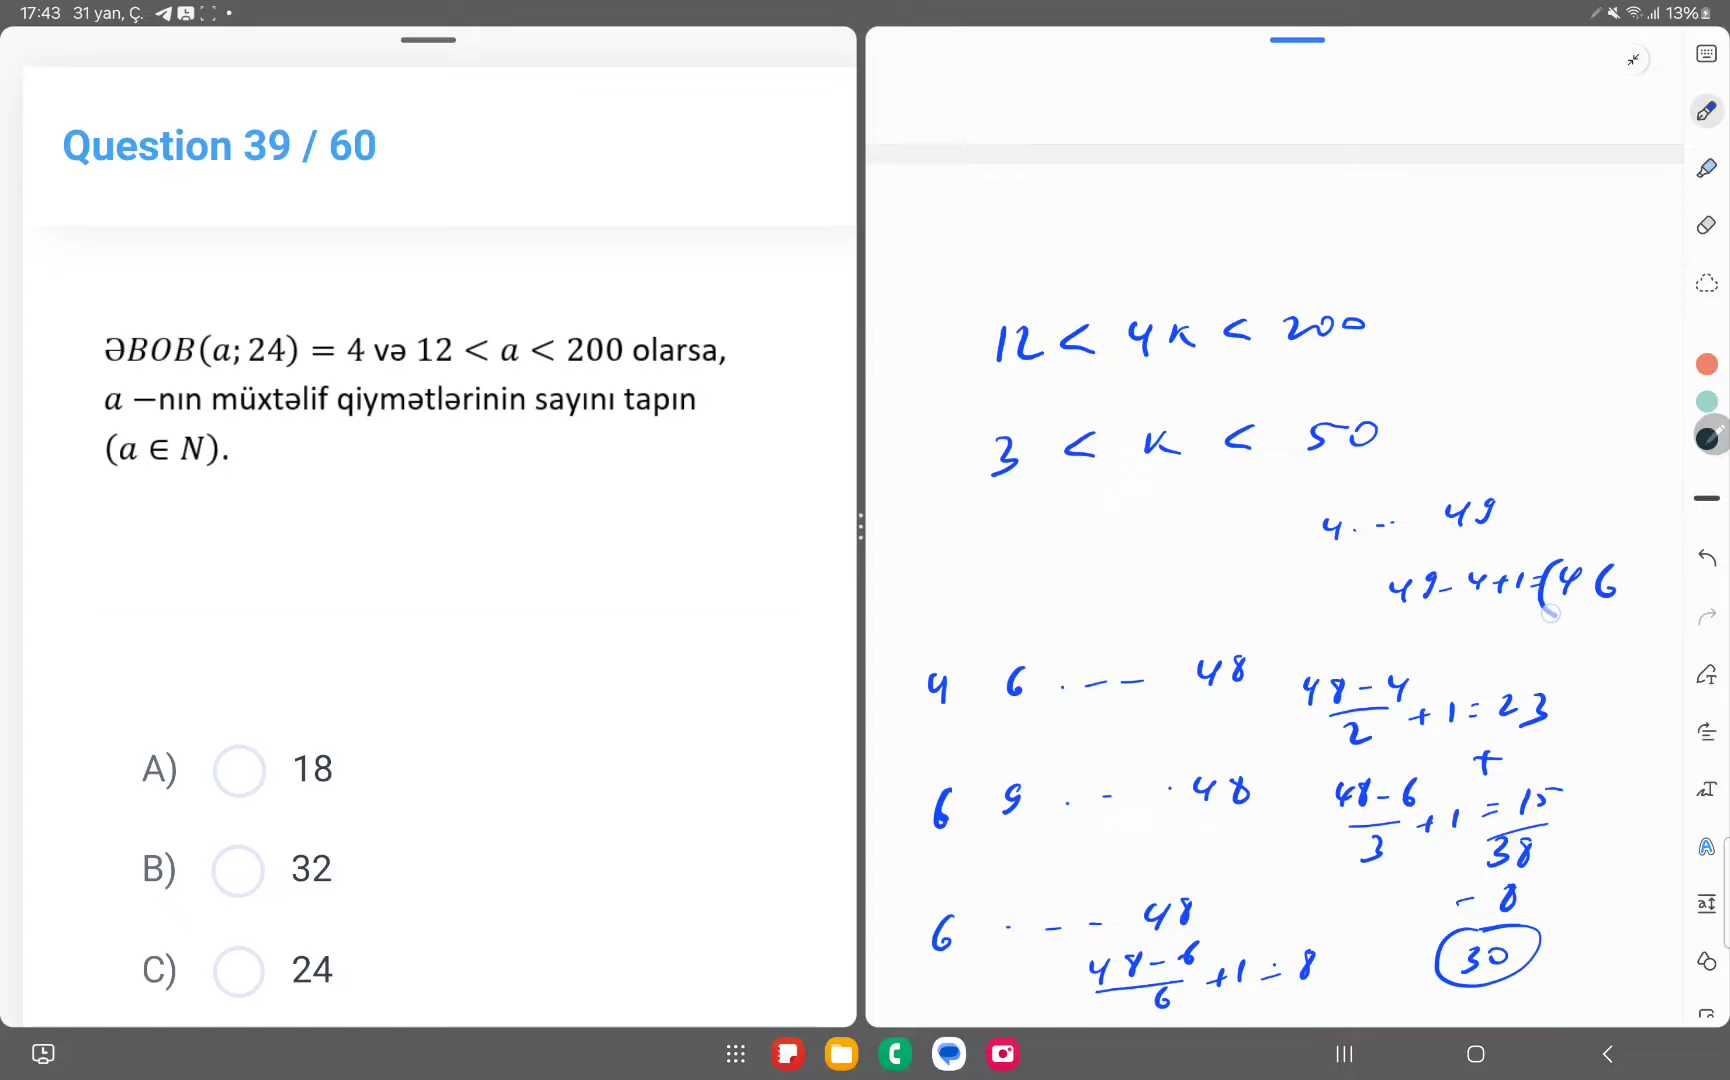 17:43 31 yan, Ç.
13%
Question 39 / 60
ƏBOB(a; 24) = 4 və 12 < a < 200 olarsa,
a −nın müxtəlif qiymətlərinin sayını tapın
(a ∈ N).
A) 18
B) 32
C) 24
12 < 4k < 200
3 < k < 50
4 . -- 49
49-4+1=(46
4 6 . -- -- 48
48-4/2 + 1 = 23
+
6 9 . - . 48
48-6/3 + 1 = 15
38
- 8
6 . - - 48
48-6/6 + 1 = 8
30